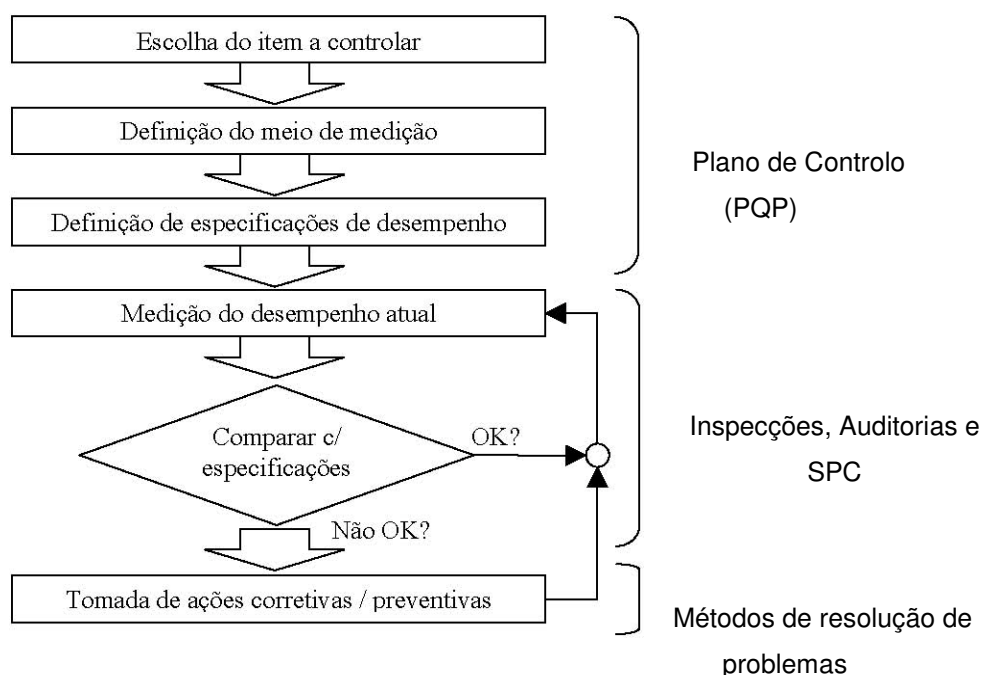 Escolha do item a controlar
Definição do meio de medição
Plano de Controlo
(PQP)
Definição de especificações de desempenho
Medição do desempenho atual
Comparar c/
especificações
OK?
Inspecções, Auditorias e
SPC
Não OK?
Tomada de ações corretivas / preventivas
Métodos de resolução de
problemas